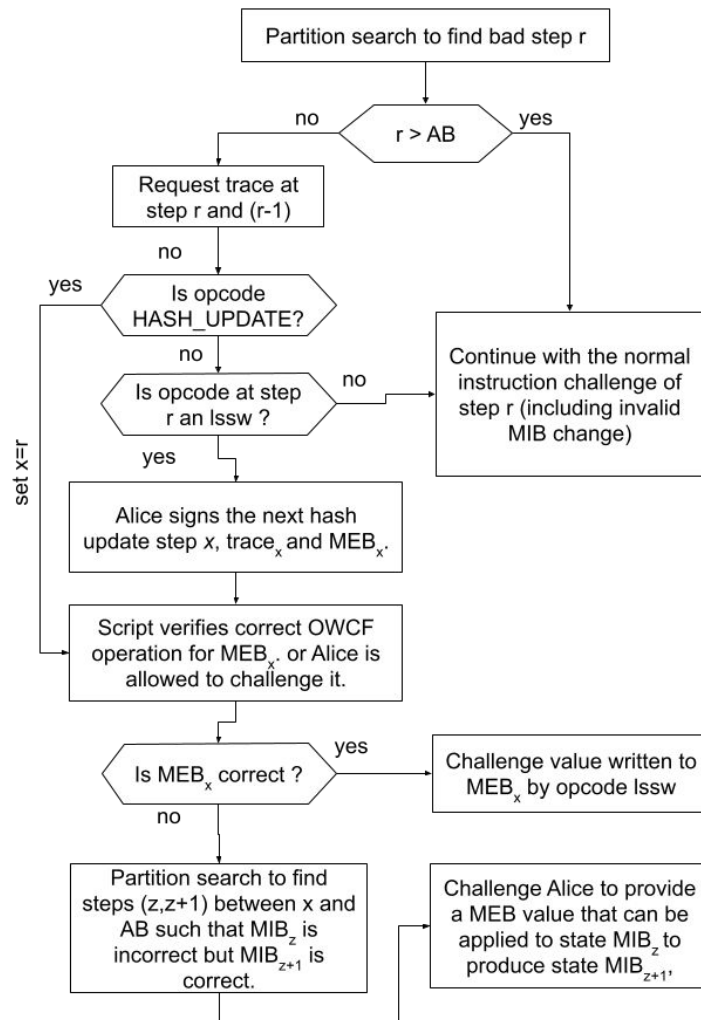 Partition search to find bad step r
no
r > AB
yes
Request trace at
step r and (r-1)
no
yes
Is opcode
HASH_UPDATE?
no
Is opcode at step
r an lssw ?
no
Continue with the normal
instruction challenge of
step r (including invalid
MIB change)
yes
set x=r
Alice signs the next hash
update step x, trace_x and MEB_x.
Script verifies correct OWCF
operation for MEB_x. or Alice is
allowed to challenge it.
Is MEB_x correct ?
yes
Challenge value written to
MEB_x by opcode lssw
no
Partition search to find
steps (z,z+1) between x and
AB such that MIB_z is
incorrect but MIB_z+1 is
correct.
Challenge Alice to provide
a MEB value that can be
applied to state MIB_z to
produce state MIB_z+1,